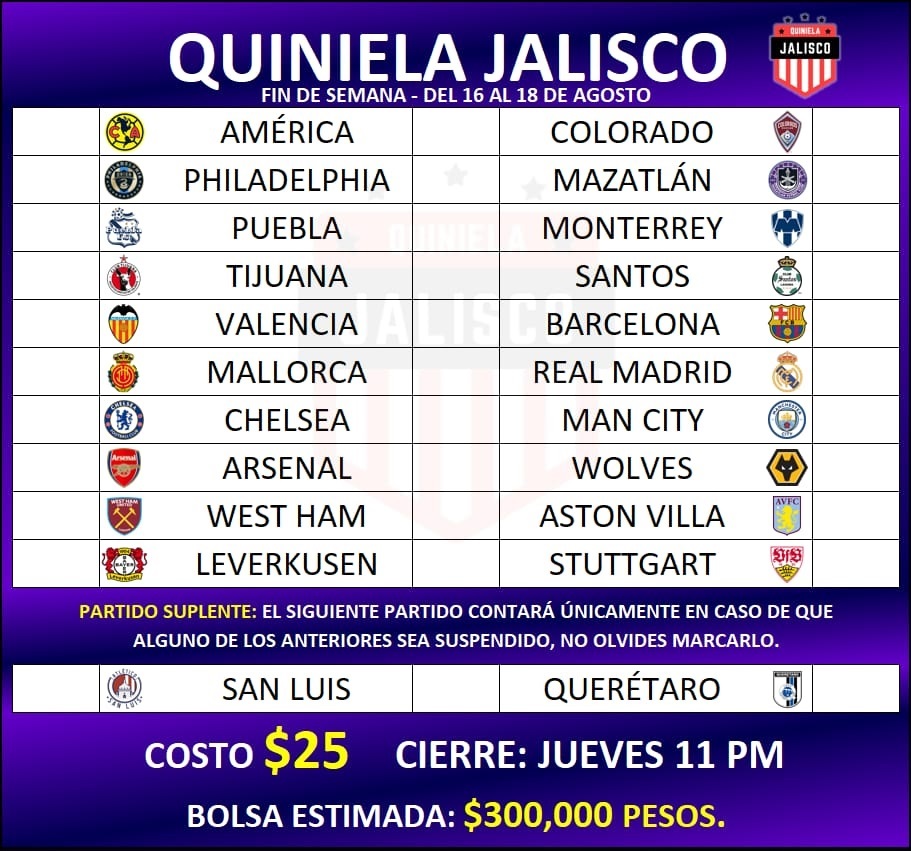 QUINIELA JALISCO
QUINIELA
JALISCO
FIN DE SEMANA - DEL 16 AL 18 DE AGOSTO
AMÉRICA COLORADO
PHILADELPHIA MAZATLÁN
PUEBLA MONTERREY
TIJUANA SANTOS
VALENCIA BARCELONA
MALLORCA REAL MADRID
CHELSEA MAN CITY
ARSENAL WOLVES
WEST HAM ASTON VILLA
LEVERKUSEN STUTTGART
QUINIELA
JALISCO
PARTIDO SUPLENTE: EL SIGUIENTE PARTIDO CONTARÁ ÚNICAMENTE EN CASO DE QUE
ALGUNO DE LOS ANTERIORES SEA SUSPENDIDO, NO OLVIDES MARCARLO.
SAN LUIS QUERÉTARO
COSTO $25 CIERRE: JUEVES 11 PM
BOLSA ESTIMADA: $300,000 PESOS.